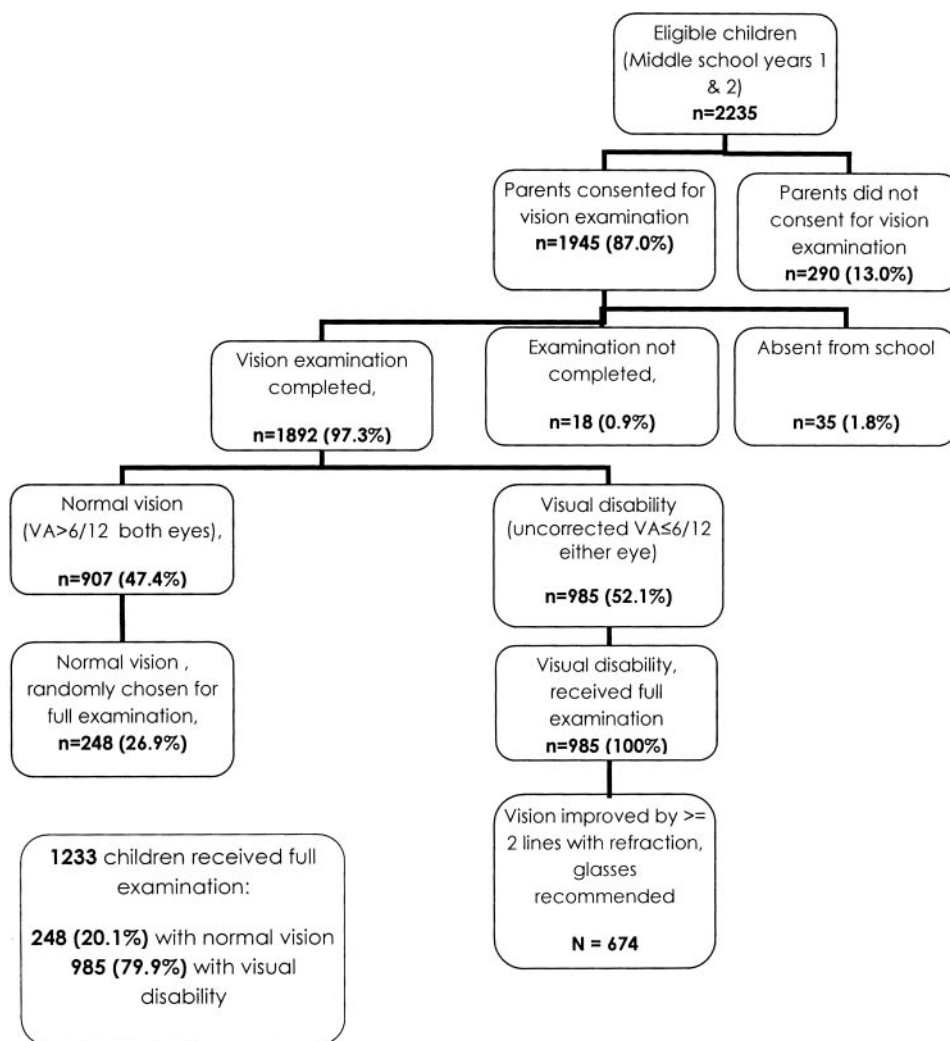 Eligible children
(Middle school years 1
& 2)
n=2235
Parents consented for
vision examination
n=1945 (87.0%)
Parents did not
consent for vision
examination
n=290 (13.0%)
Vision examination
completed,
n=1892 (97.3%)
Examination not
completed,
n=18 (0.9%)
Absent from school
n=35 (1.8%)
Normal vision
(VA>6/12 both eyes),
n=907 (47.4%)
Visual disability
(uncorrected VA≤6/12
either eye)
n=985 (52.1%)
Normal vision ,
randomly chosen for
full examination,
n=248 (26.9%)
Visual disability,
received full
examination
n=985 (100%)
Vision improved by >=
2 lines with refraction,
glasses
recommended
N = 674
1233 children received full
examination:
248 (20.1%) with normal vision
985 (79.9%) with visual
disability